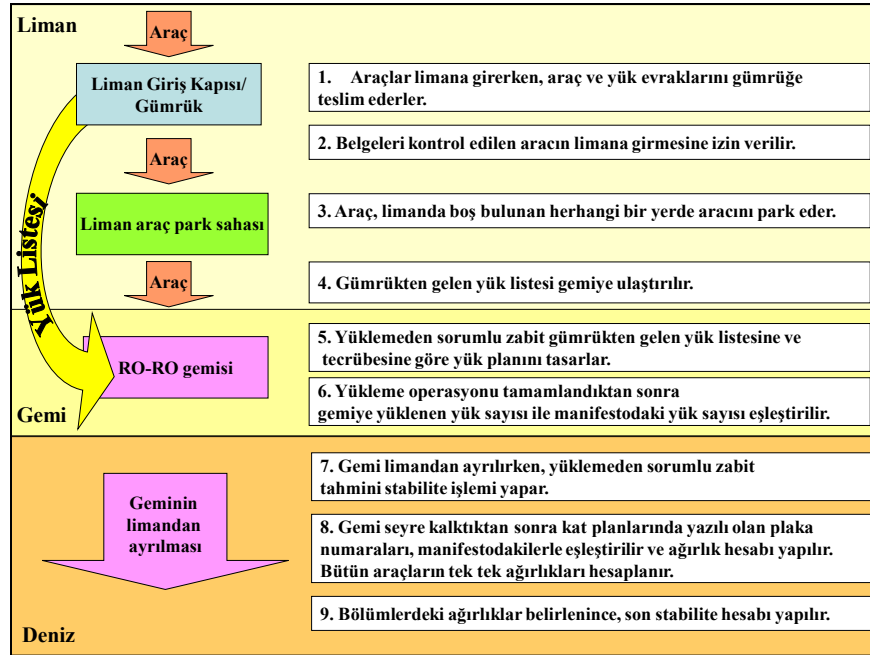 Liman
Araç
Liman Giriş Kapısı/
Gümrük
1. Araçlar limana girerken, araç ve yük evraklarını gümrüğe
teslim ederler.
2. Belgeleri kontrol edilen aracın limana girmesine izin verilir.
Araç
Liman araç park sahası
3. Araç, limanda boş bulunan herhangi bir yerde aracını park eder.
Yük Listesi
Araç
4. Gümrükten gelen yük listesi gemiye ulaştırılır.
RO-RO gemisi
5. Yüklemeden sorumlu zabit gümrükten gelen yük listesine ve
tecrübesine göre yük planını tasarlar.
6. Yükleme operasyonu tamamlandıktan sonra
gemiye yüklenen yük sayısı ile manifestodaki yük sayısı eşleştirilir.
Gemi
Geminin
limandan
ayrılması
7. Gemi limandan ayrılırken, yüklemeden sorumlu zabit
tahmini stabilite işlemi yapar.
8. Gemi seyre kalktıktan sonra kat planlarında yazılı olan plaka
numaraları, manifestodakilerle eşleştirilir ve ağırlık hesabı yapılır.
Bütün araçların tek tek ağırlıkları hesaplanır.
9. Bölümlerdeki ağırlıklar belirlenince, son stabilite hesabı yapılır.
Deniz